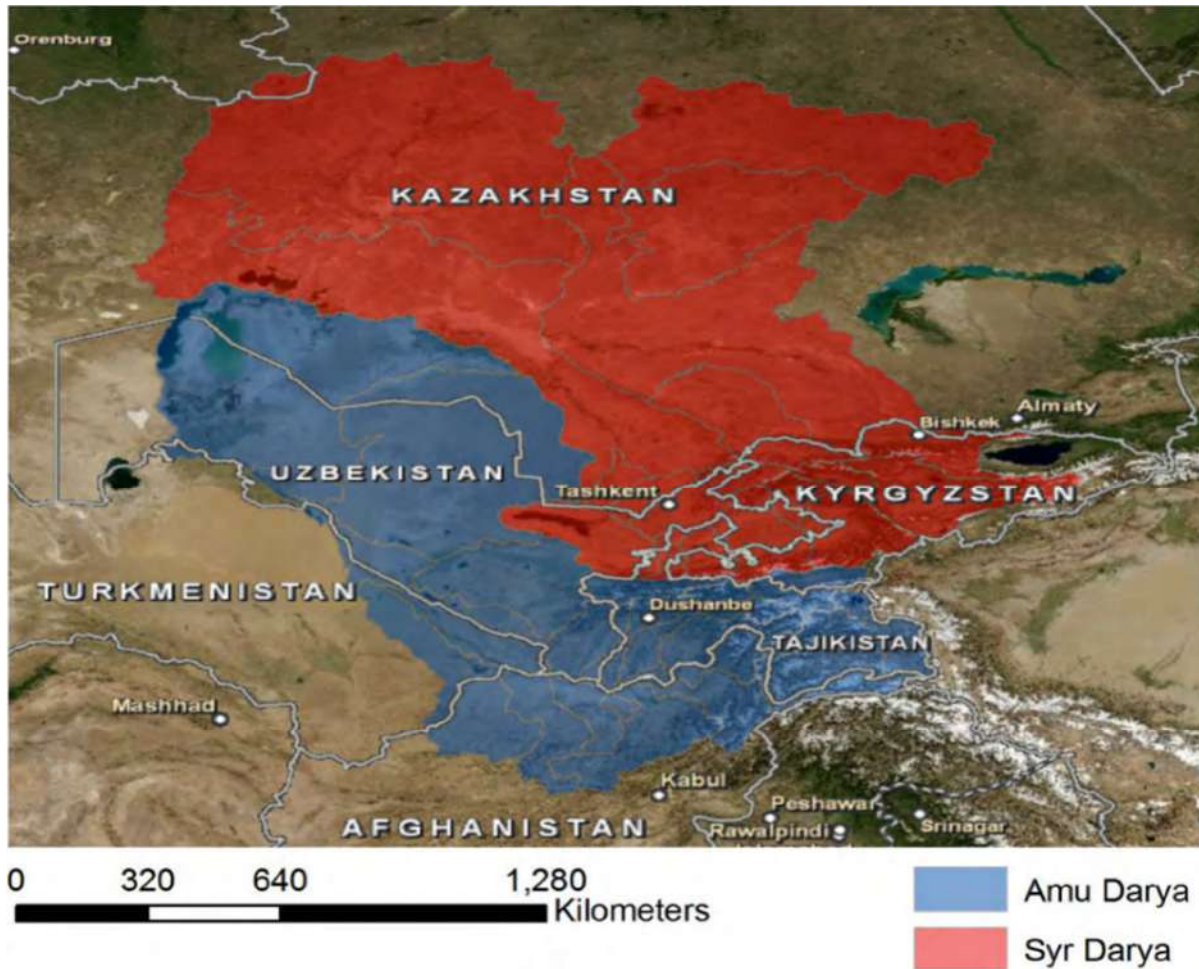 Orenburg
KAZAKHSTAN
Almaty
Bishkek
UZBEKISTAN
Tashkent
KYRGYZSTAN
TURKMENISTAN
Dushanbe
TAJIKISTAN
Mashhad
Kabul
Peshawar
AFGHANISTAN
Rawalpindi
Srinagar
0 320 640 1,280
Kilometers
Amu Darya
Syr Darya